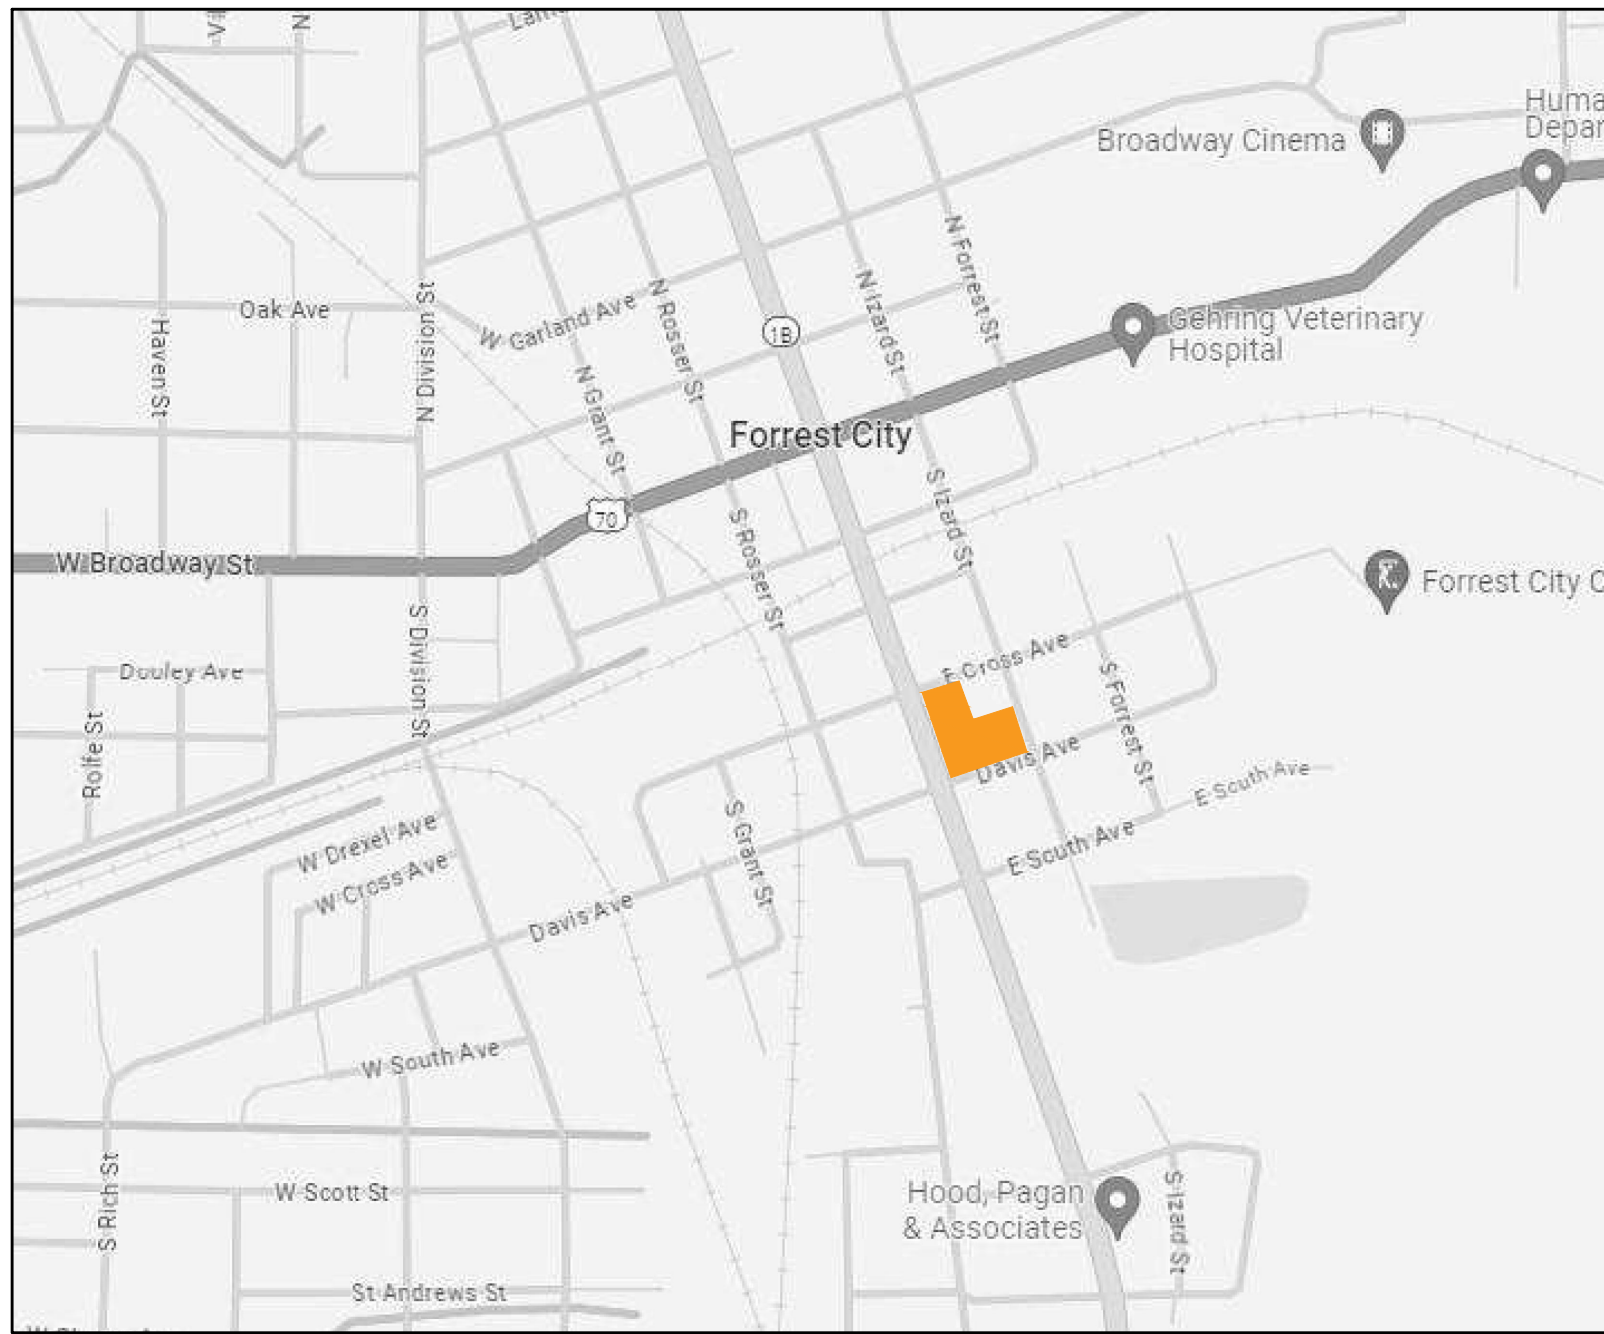 Broadway Cinema
Oak Ave
N Division St
Haven St
W Garland Ave
N Rosser St
N Grant St
1B
N Izard St
N Forrest St
Gehring Veterinary
Hospital
Forrest City
70
W Broadway St
S Rosser St
S Izard St
S Division St
Dooley Ave
Rolfe St
E Cross Ave
S Forrest St
Davis Ave
E South Ave
E South Ave
Forrest City C
W Drexel Ave
W Cross Ave
S Grant St
Davis Ave
W South Ave
S Rich St
W Scott St
St Andrews St
Hood, Pagan
& Associates
S Izard St